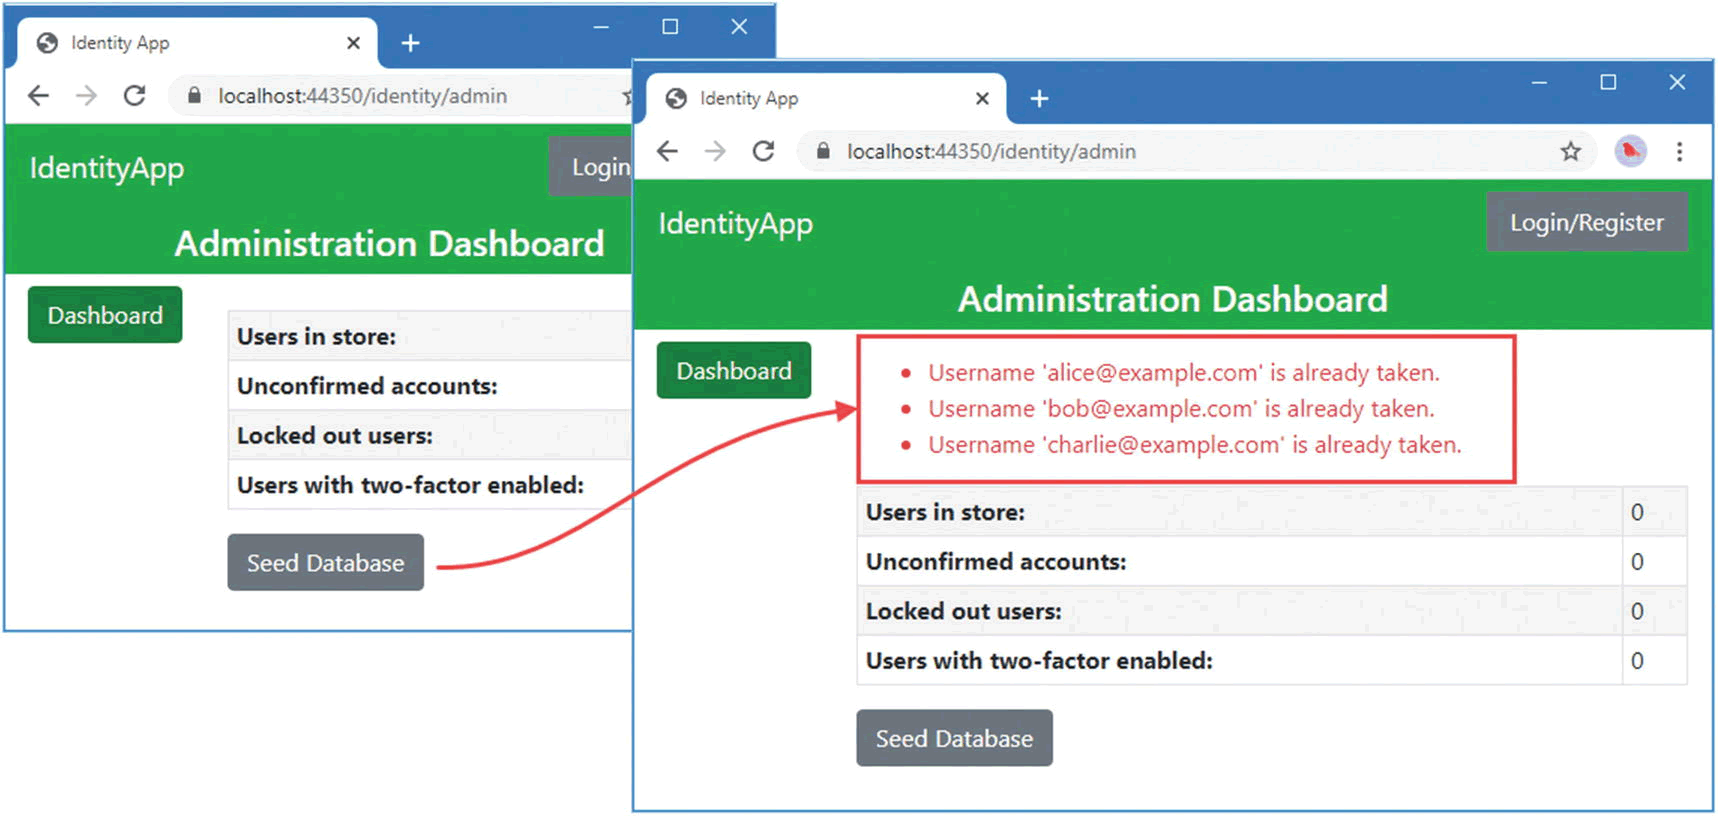 Identity App
localhost:44350/identity/admin
IdentityApp
Login
Administration Dashboard
Dashboard
Users in store:
Unconfirmed accounts:
Locked out users:
Users with two-factor enabled:
Seed Database
Identity App
localhost:44350/identity/admin
IdentityApp
Login/Register
Administration Dashboard
Dashboard
Username 'alice@example.com' is already taken.
Username 'bob@example.com' is already taken.
Username 'charlie@example.com' is already taken.
Users in store: 0
Unconfirmed accounts: 0
Locked out users: 0
Users with two-factor enabled: 0
Seed Database